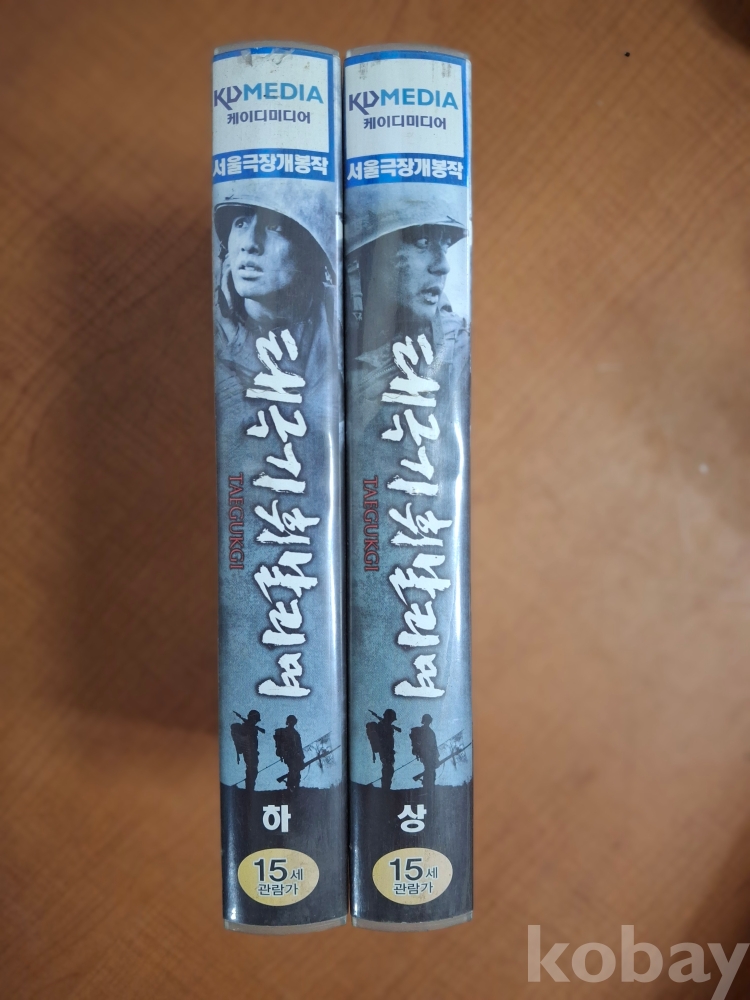 KDMEDIA
케이디미디어
서울극장개봉작
태극기 휘날리며
TAEGUKGI
하
15세
관람가
KDMEDIA
케이디미디어
서울극장개봉작
태극기 휘날리며
TAEGUKGI
상
15세
관람가
kobay